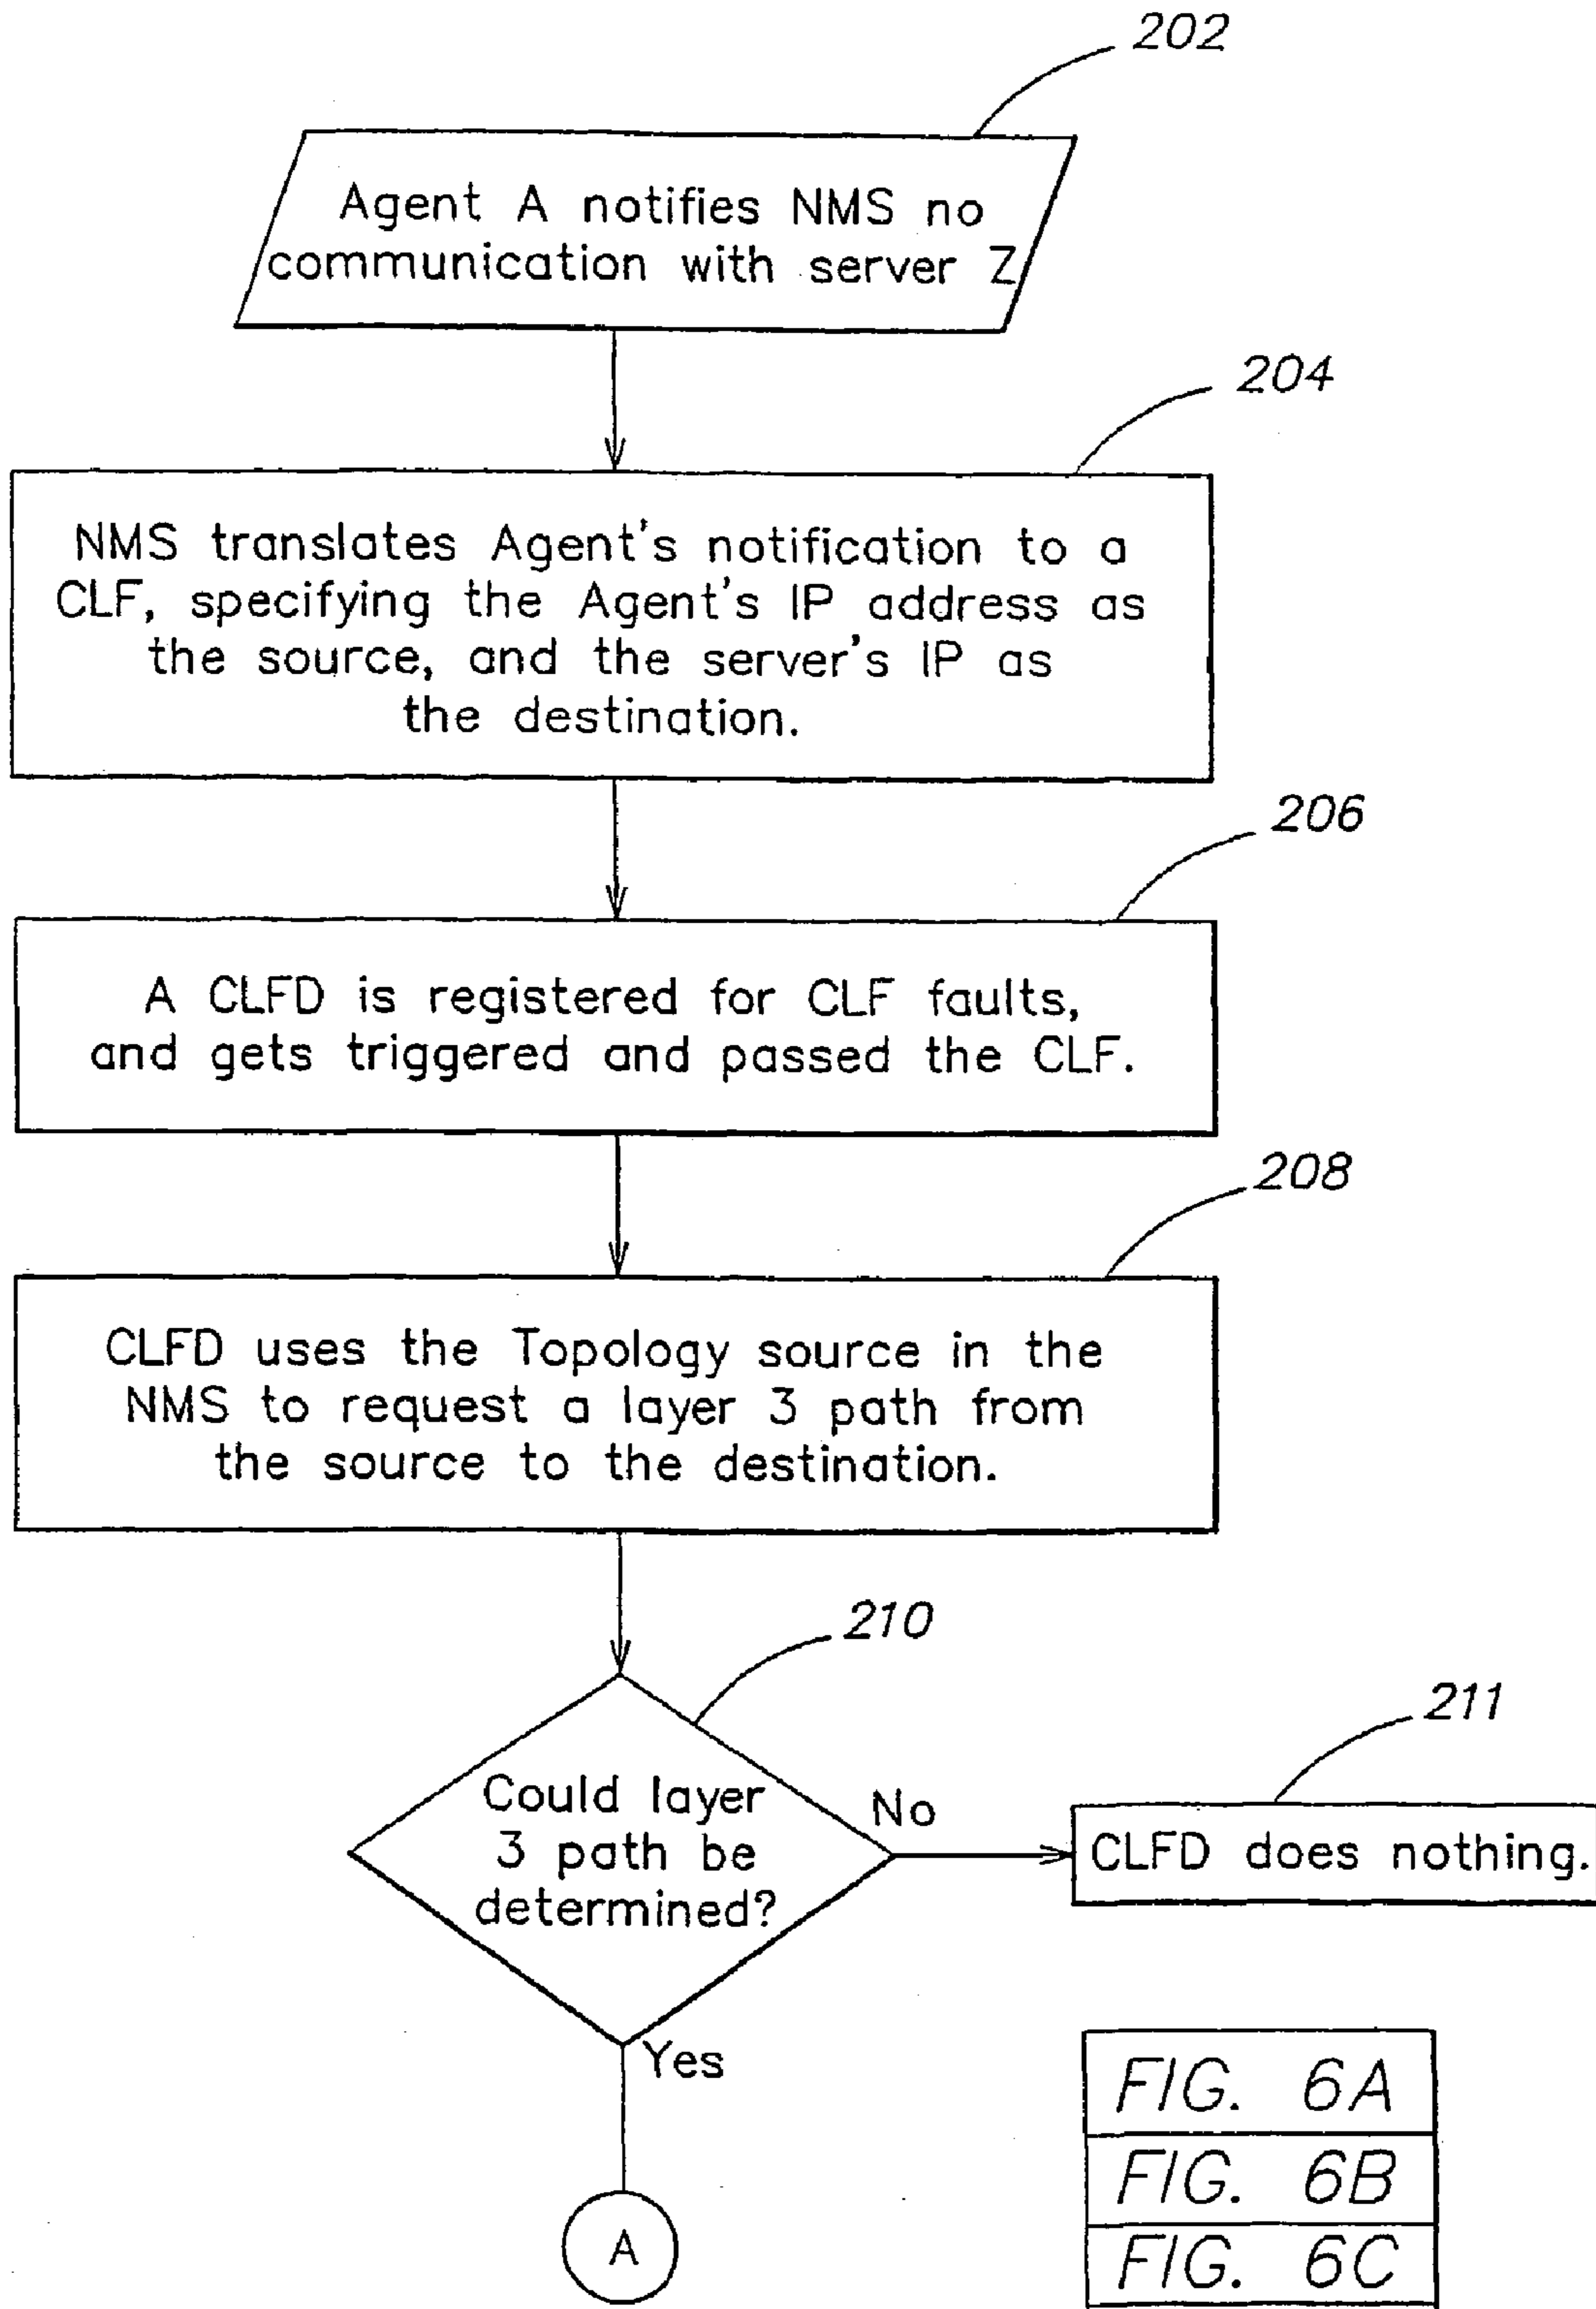 202
Agent A notifies NMS no
communication with server Z
204
NMS translates Agent's notification to a
CLF, specifying the Agent's IP address as
the source, and the server's IP as
the destination.
206
A CLFD is registered for CLF faults,
and gets triggered and passed the CLF.
208
CLFD uses the Topology source in the
NMS to request a layer 3 path from
the source to the destination.
210
Could layer
3 path be
determined?
No
211
CLFD does nothing.
Yes
A
FIG. 6A
FIG. 6B
FIG. 6C